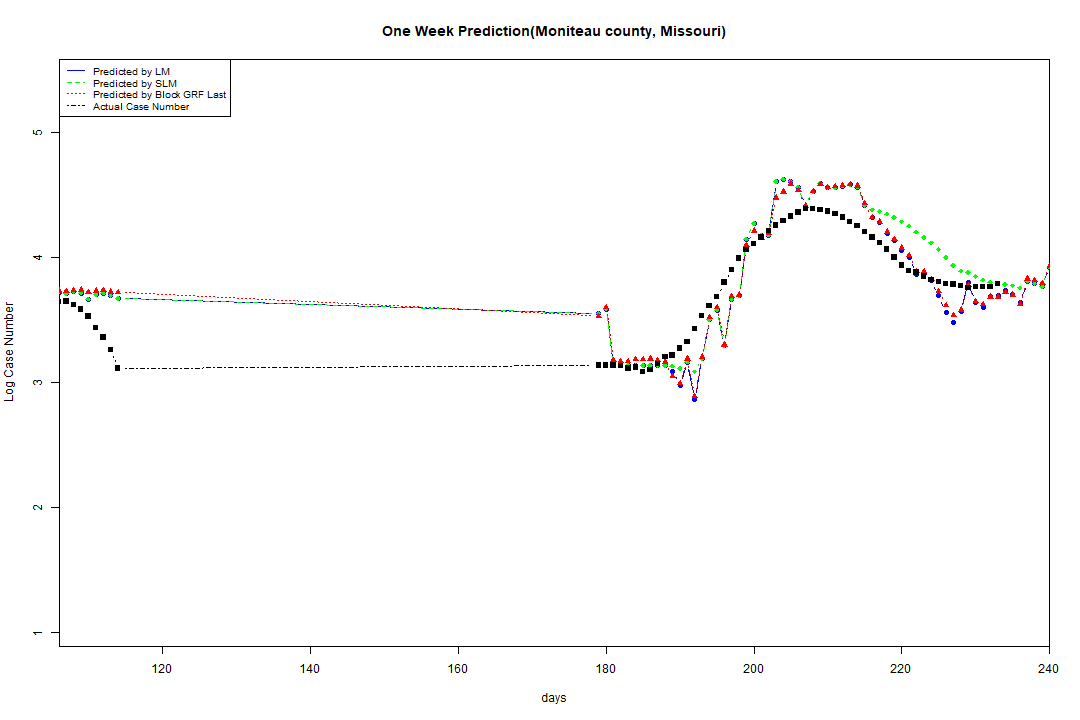 One Week Prediction(Moniteau county, Missouri)
Predicted by LM
Predicted by SLM
Predicted by Block GRF Last
Actual Case Number
5
4
3
2
1
Log Case Number
120 140 160 180 200 220 240
days